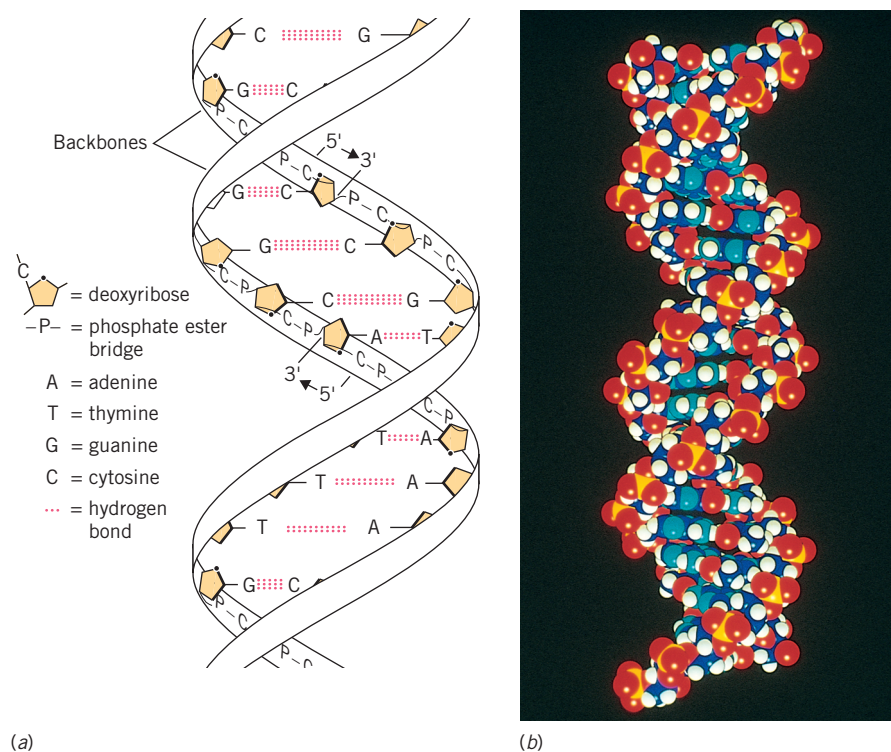 C G
G C
P-C
Backbones
5'
3'
P-C
G C
P-C
P-C
G C
C-P
C G
C = deoxyribose
C-P
A T
–P– = phosphate ester
bridge
C-P
3' 5'
A = adenine
T = thymine
C-P
G = guanine
T A
C = cytosine
T A
··· = hydrogen
bond
T A
G C
P-C
P-C
(a) (b)